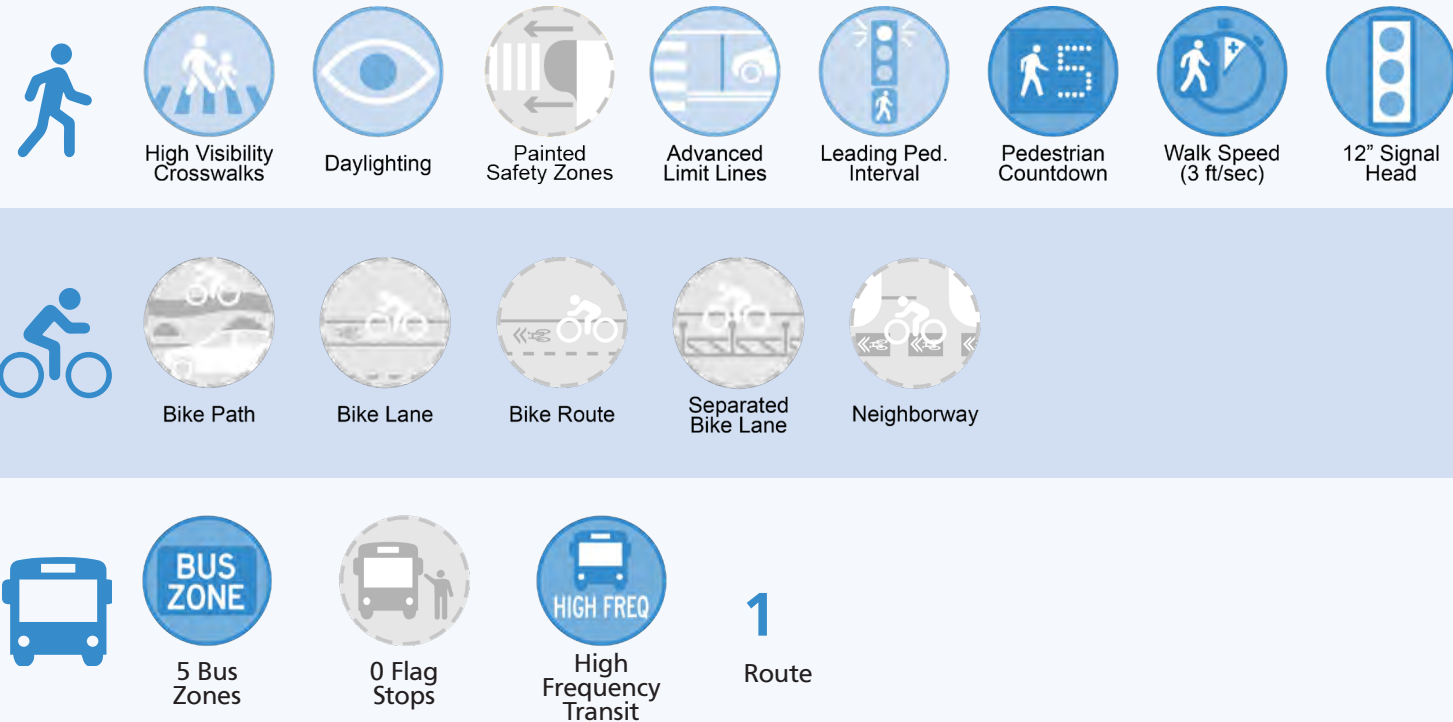 5
High Visibility
Crosswalks
Daylighting
Painted
Safety Zones
Advanced
Limit Lines
Leading Ped.
Interval
Pedestrian
Countdown
Walk Speed
(3 ft/sec)
12” Signal
Head
Bike Path
Bike Lane
Bike Route
Separated
Bike Lane
Neighborway
BUS
ZONE
5 Bus
Zones
0 Flag
Stops
HIGH FREQ
High
Frequency
Transit
1
Route